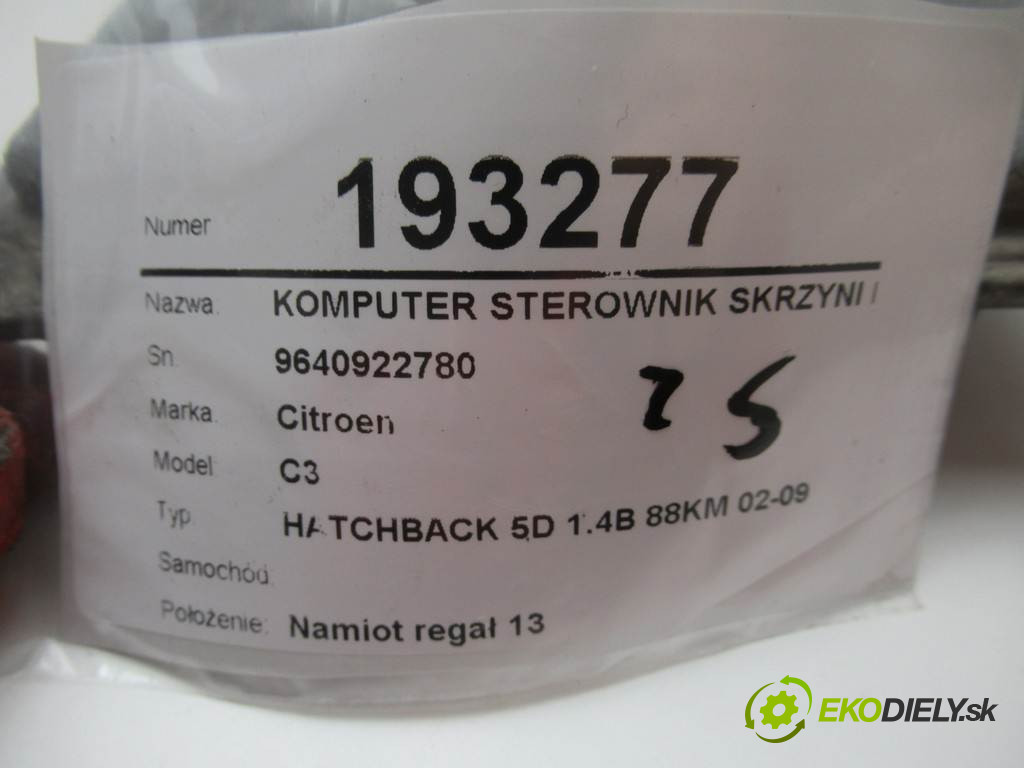 Numer 193277
Nazwa: KOMPUTER STEROWNIK SKRZYNI
Sn: 9640922780
Marka: Citroen
Model: C3
Typ: HATCHBACK 5D 1.4B 88KM 02-09
Samochód:
Położenie: Namiot regał 13
EKODIELY.sk